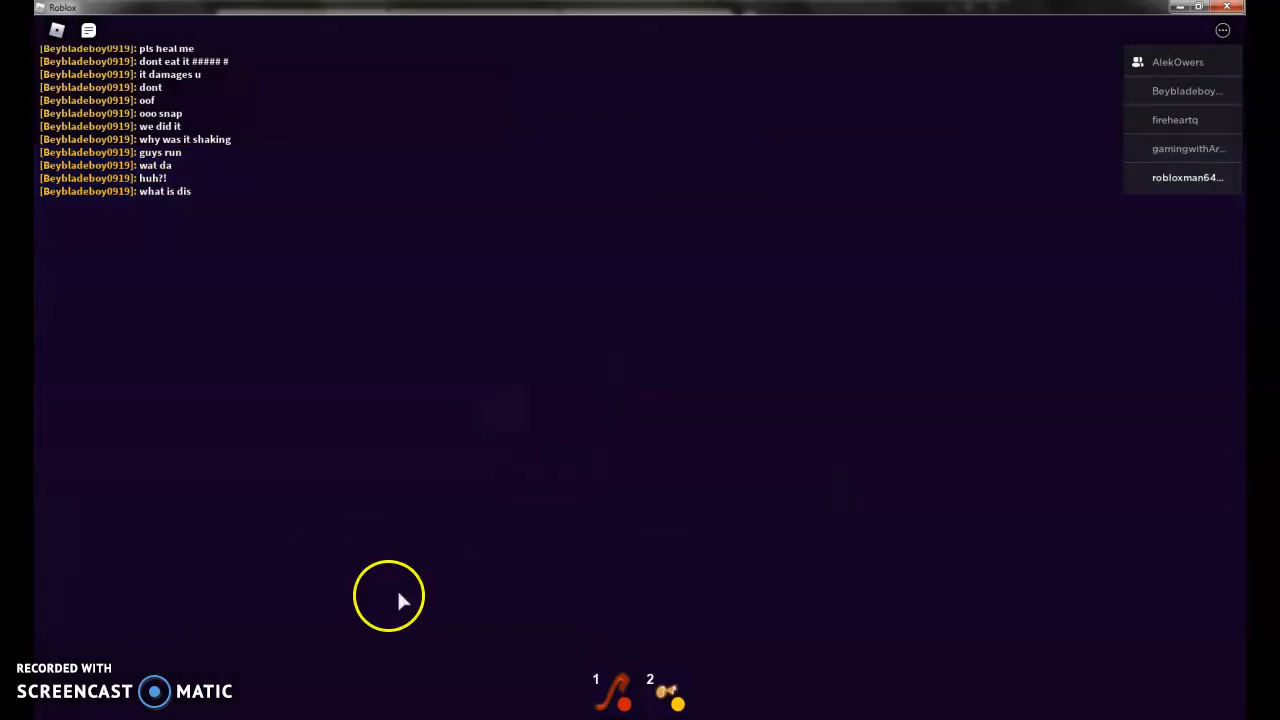 Roblox
[Beybladeboy0919]: pls heal me
[Beybladeboy0919]: dont eat it ##### #
[Beybladeboy0919]: it damages u
[Beybladeboy0919]: dont
[Beybladeboy0919]: oof
[Beybladeboy0919]: ooo snap
[Beybladeboy0919]: we did it
[Beybladeboy0919]: why was it shaking
[Beybladeboy0919]: guys run
[Beybladeboy0919]: wat da
[Beybladeboy0919]: huh?!
[Beybladeboy0919]: what is dis
AlekOwers
Beybladeboy...
fireheartq
gamingwithAr...
robloxman64...
1
2
RECORDED WITH
SCREENCAST MATIC